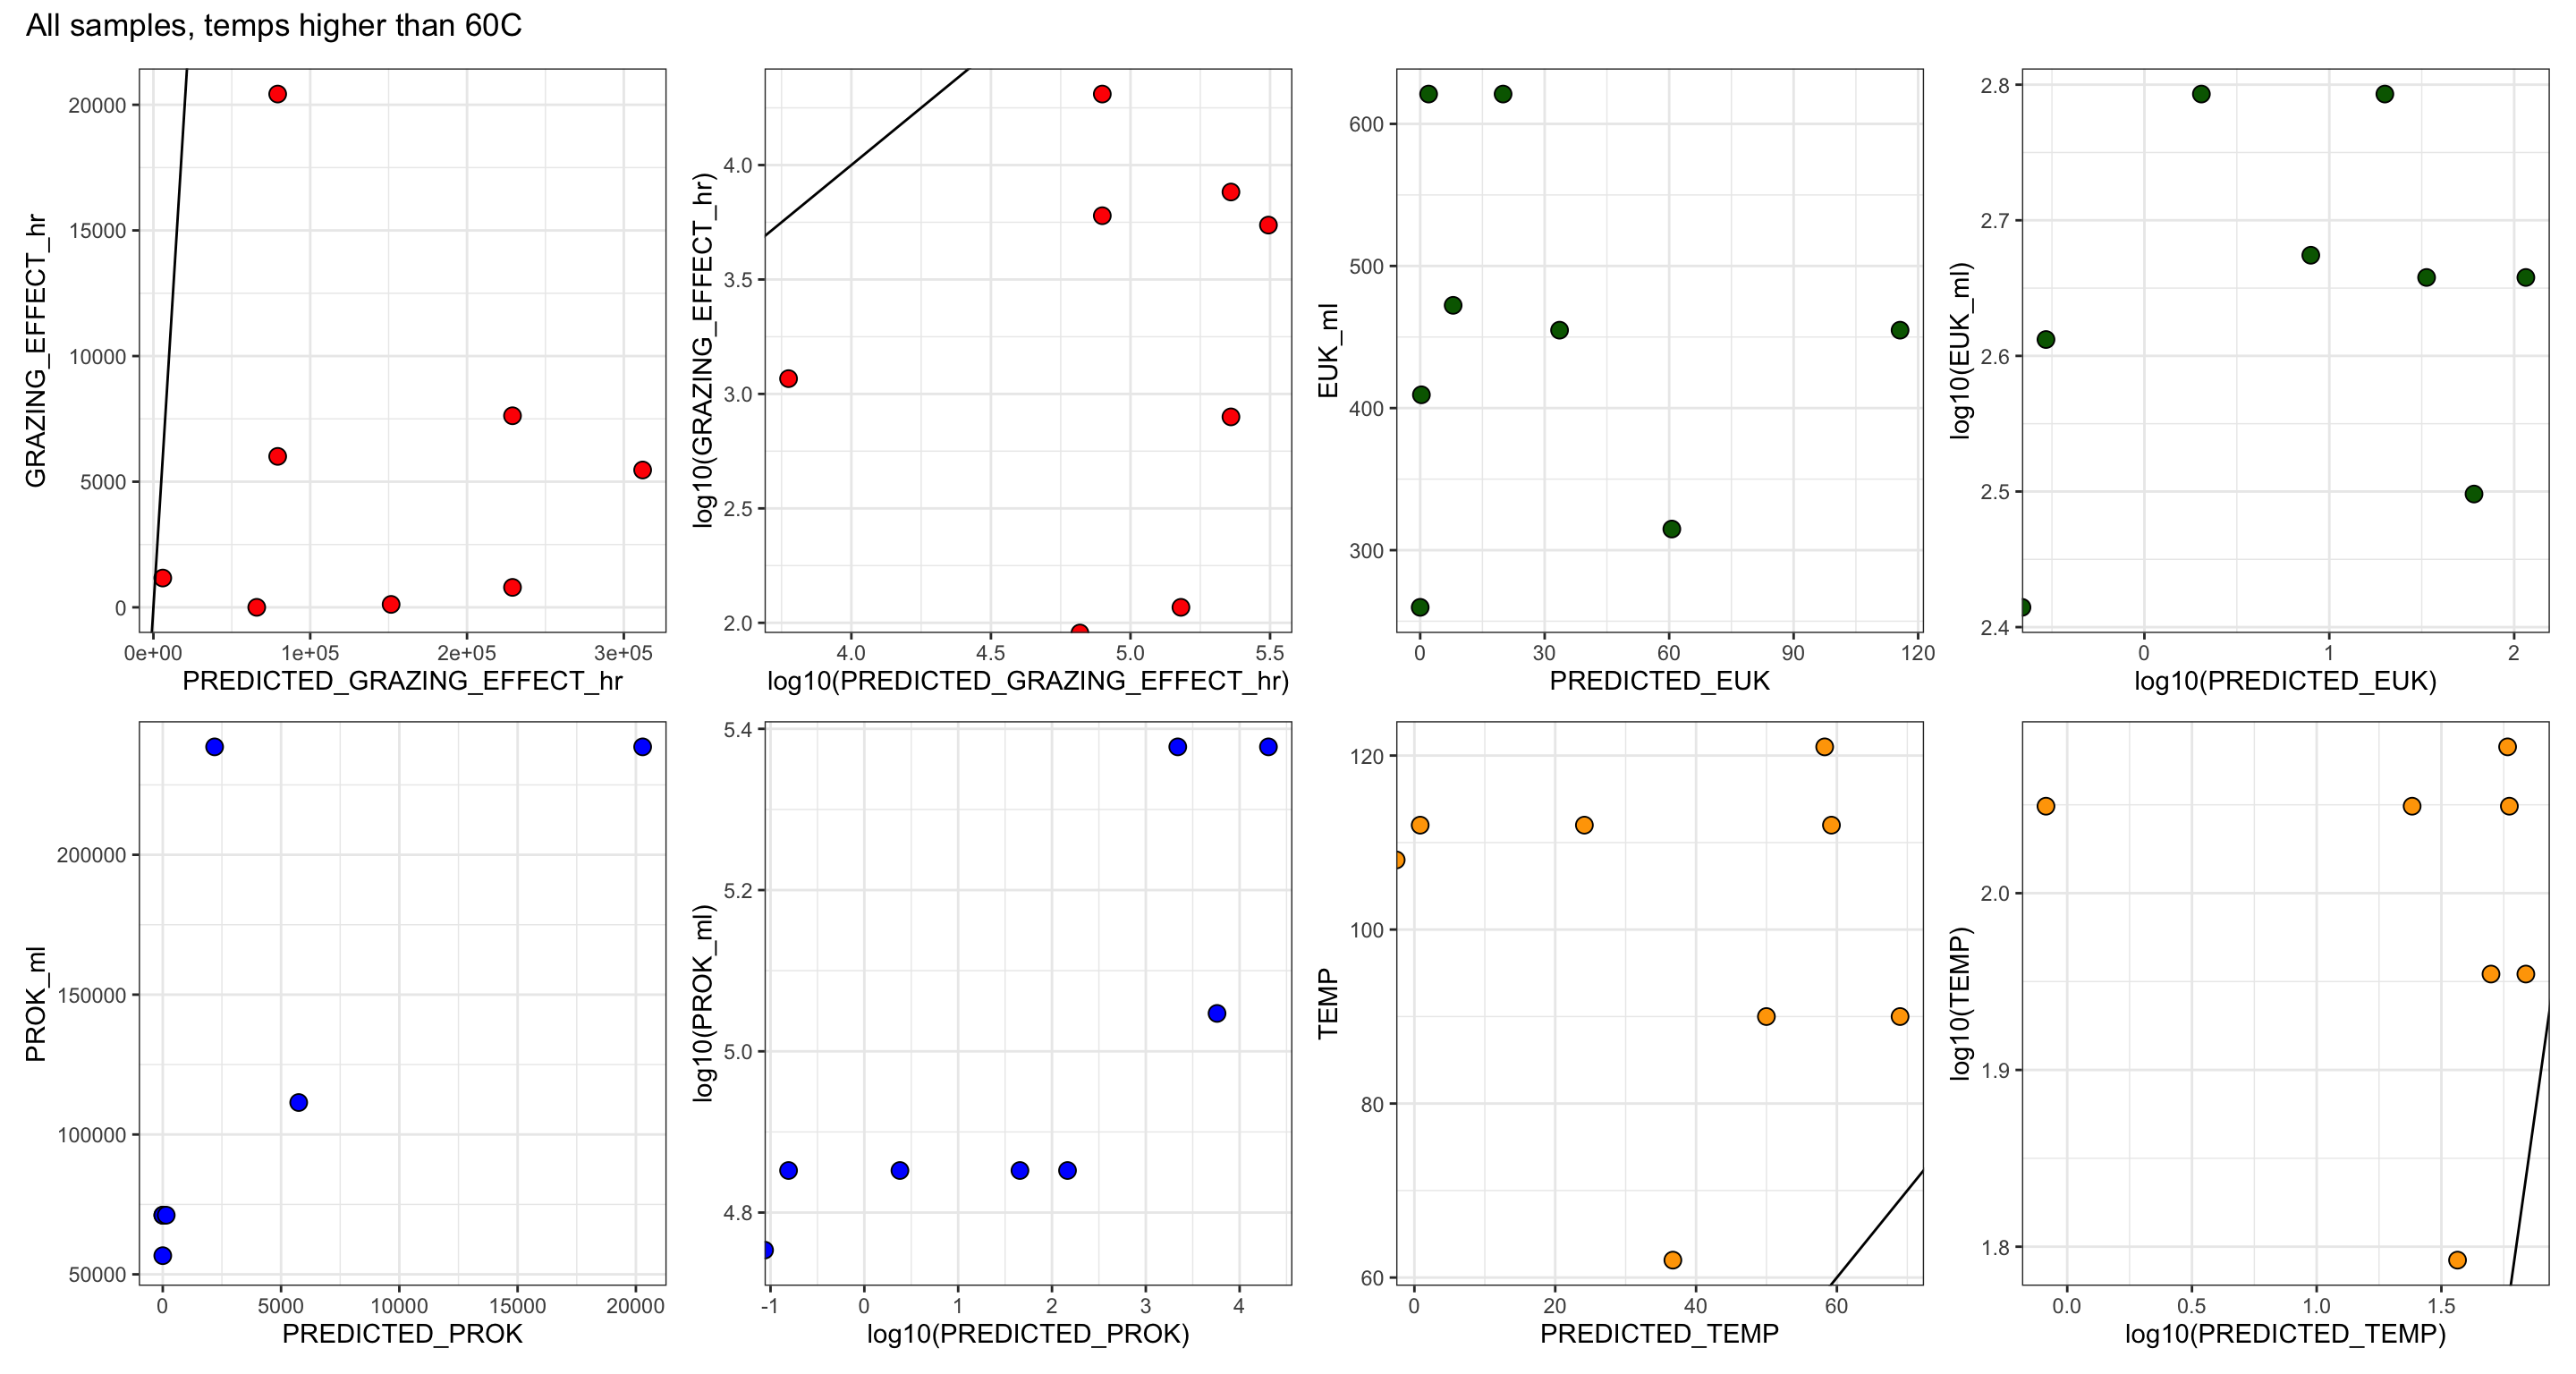 All samples, temps higher than 60C
GRAZING_EFFECT_hr
20000
15000
10000
5000
0
0e+00 1e+05 2e+05 3e+05
PREDICTED_GRAZING_EFFECT_hr
log10(GRAZING_EFFECT_hr)
4.0
3.5
3.0
2.5
2.0
4.0 4.5 5.0 5.5
log10(PREDICTED_GRAZING_EFFECT_hr)
EUK_ml
600
500
400
300
0 30 60 90 120
PREDICTED_EUK
log10(EUK_ml)
2.8
2.7
2.6
2.5
2.4
0 1 2
log10(PREDICTED_EUK)
PROK_ml
200000
150000
100000
50000
0 5000 10000 15000 20000
PREDICTED_PROK
log10(PROK_ml)
5.4
5.2
5.0
4.8
-1 0 1 2 3 4
log10(PREDICTED_PROK)
TEMP
120
100
80
60
0 20 40 60
PREDICTED_TEMP
log10(TEMP)
2.0
1.9
1.8
0.0 0.5 1.0 1.5
log10(PREDICTED_TEMP)